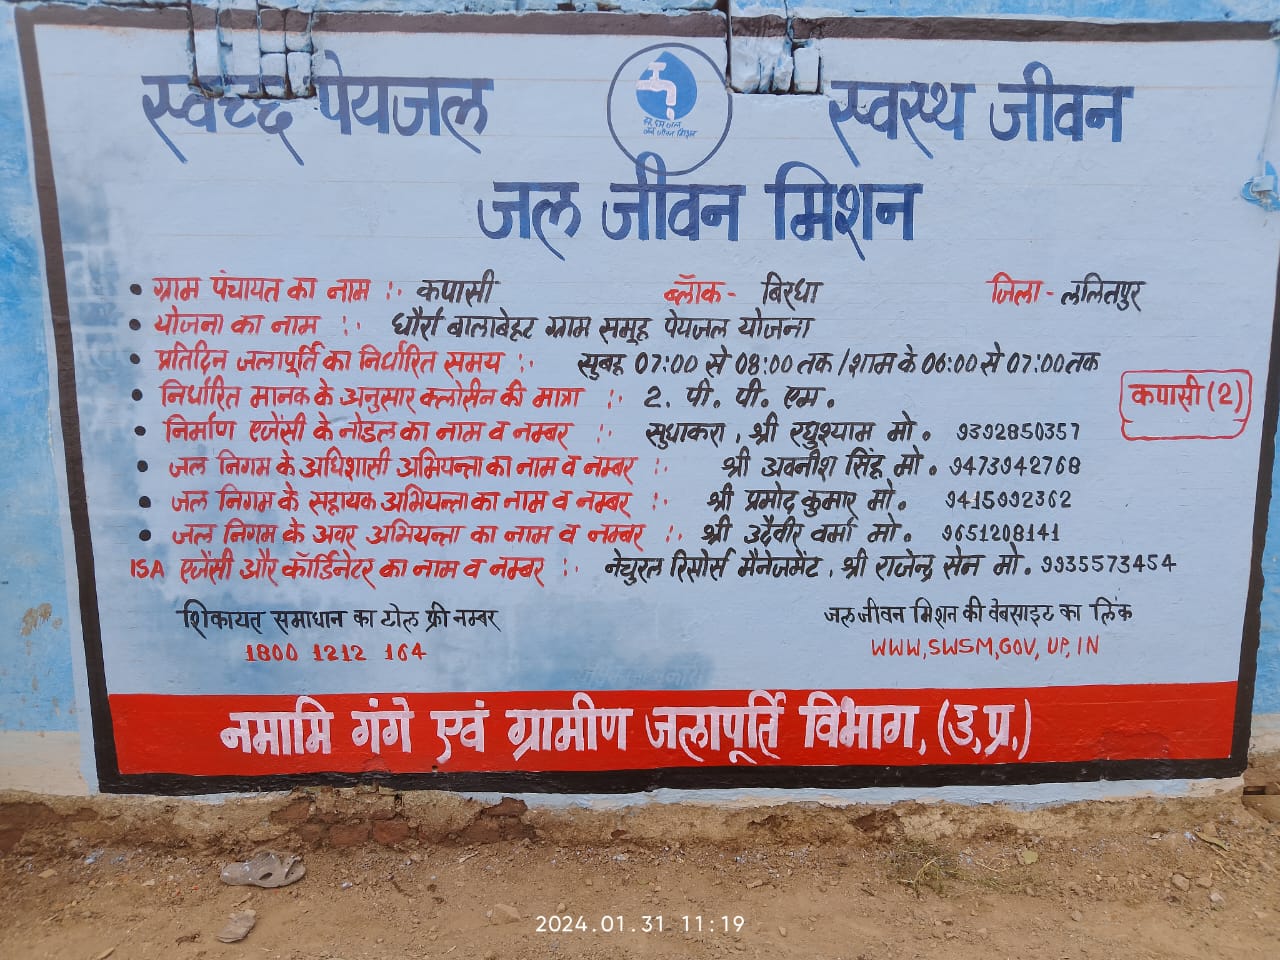 स्वच्छ पेयजल स्वस्थ जीवन
जल जीवन मिशन
• ग्राम पंचायत का नाम :- कपासी ब्लॉक - बिरधा जिला - ललितपुर
• योजना का नाम :- धौर्रा बालाबेहट ग्राम समूह पेयजल योजना
• प्रतिदिन जलापूर्ति का निर्धारित समय :- सुबह 07:00 से 08:00 तक / शाम के 06:00 से 07:00 तक
• निर्धारित मानक के अनुसार क्लोरीन की मात्रा :- 2. पी. पी. एम.
कपासी (2)
• निर्माण एजेंसी के नोडल का नाम व नम्बर :- सुधाकरा, श्री रघुश्याम मो. 9392850357
• जल निगम के अधिशासी अभियन्ता का नाम व नम्बर :- श्री अवनीश सिंह मो. 9473942768
• जल निगम के सहायक अभियन्ता का नाम व नम्बर :- श्री प्रमोद कुमार मो. 9415992362
• जल निगम के अवर अभियन्ता का नाम व नम्बर :- श्री उदैवीर वर्मा मो. 9651208141
ISA एजेंसी और कॉर्डिनेटर का नाम व नम्बर :- नेचुरल रिसोर्स मैनेजमेंट, श्री राजेन्द्र सेन मो. 9935573454
शिकायत समाधान का टोल फ्री नम्बर जल जीवन मिशन की वेबसाइट का लिंक
1800 1212 164 WWW,SWSM,GOV, UP, IN
नमामि गंगे एवं ग्रामीण जलापूर्ति विभाग, (उ,प्र,)
2024.01.31 11:19